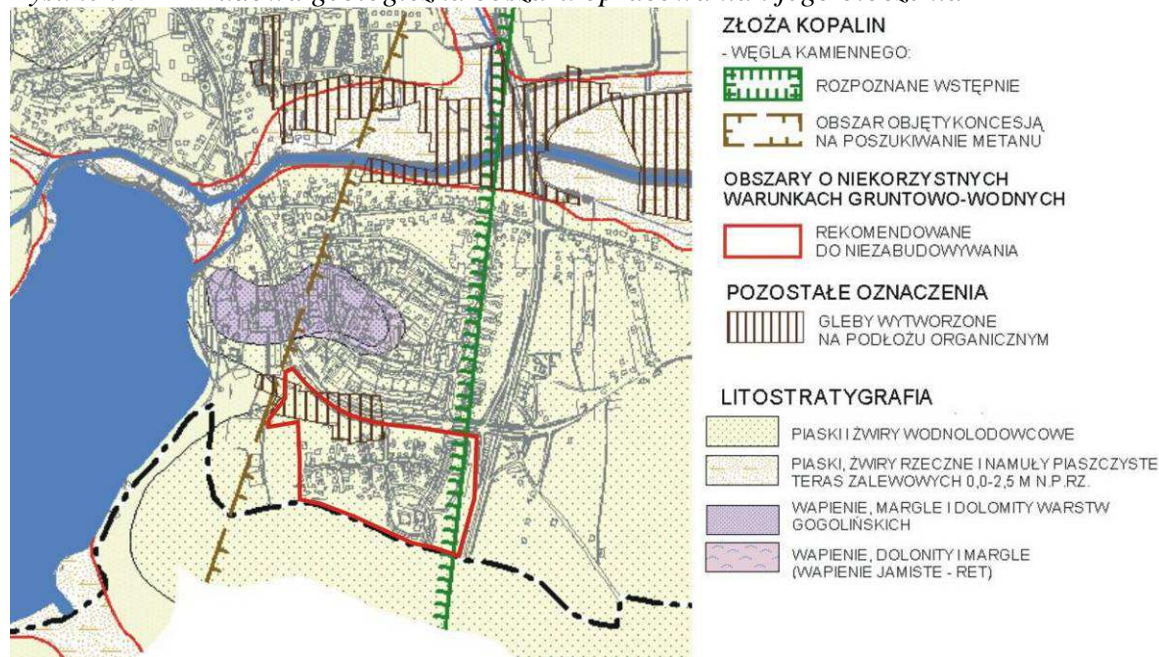 ZŁOŻA KOPALIN
- WĘGLA KAMIENNEGO:
ROZPOZNANE WSTĘPNIE
OBSZAR OBJĘTY KONCESJĄ
NA POSZUKIWANIE METANU
OBSZARY O NIEKORZYSTNYCH
WARUNKACH GRUNTOWO-WODNYCH
REKOMENDOWANE
DO NIEZABUDOWYWANIA
POZOSTAŁE OZNACZENIA
GLEBY WYTWORZONE
NA PODŁOŻU ORGANICZNYM
LITOSTRATYGRAFIA
PIASKI I ŻWIRY WODNOLODOWCOWE
PIASKI, ŻWIRY RZECZNE I NAMUŁY PIASZCZYSTE
TERAS ZALEWOWYCH 0,0-2,5 M N.P.RZ.
WAPIENIE, MARGLE I DOLOMITY WARSTW
GOGOLIŃSKICH
WAPIENIE, DOLONITY I MARGLE
(WAPIENIE JAMISTE - RET)